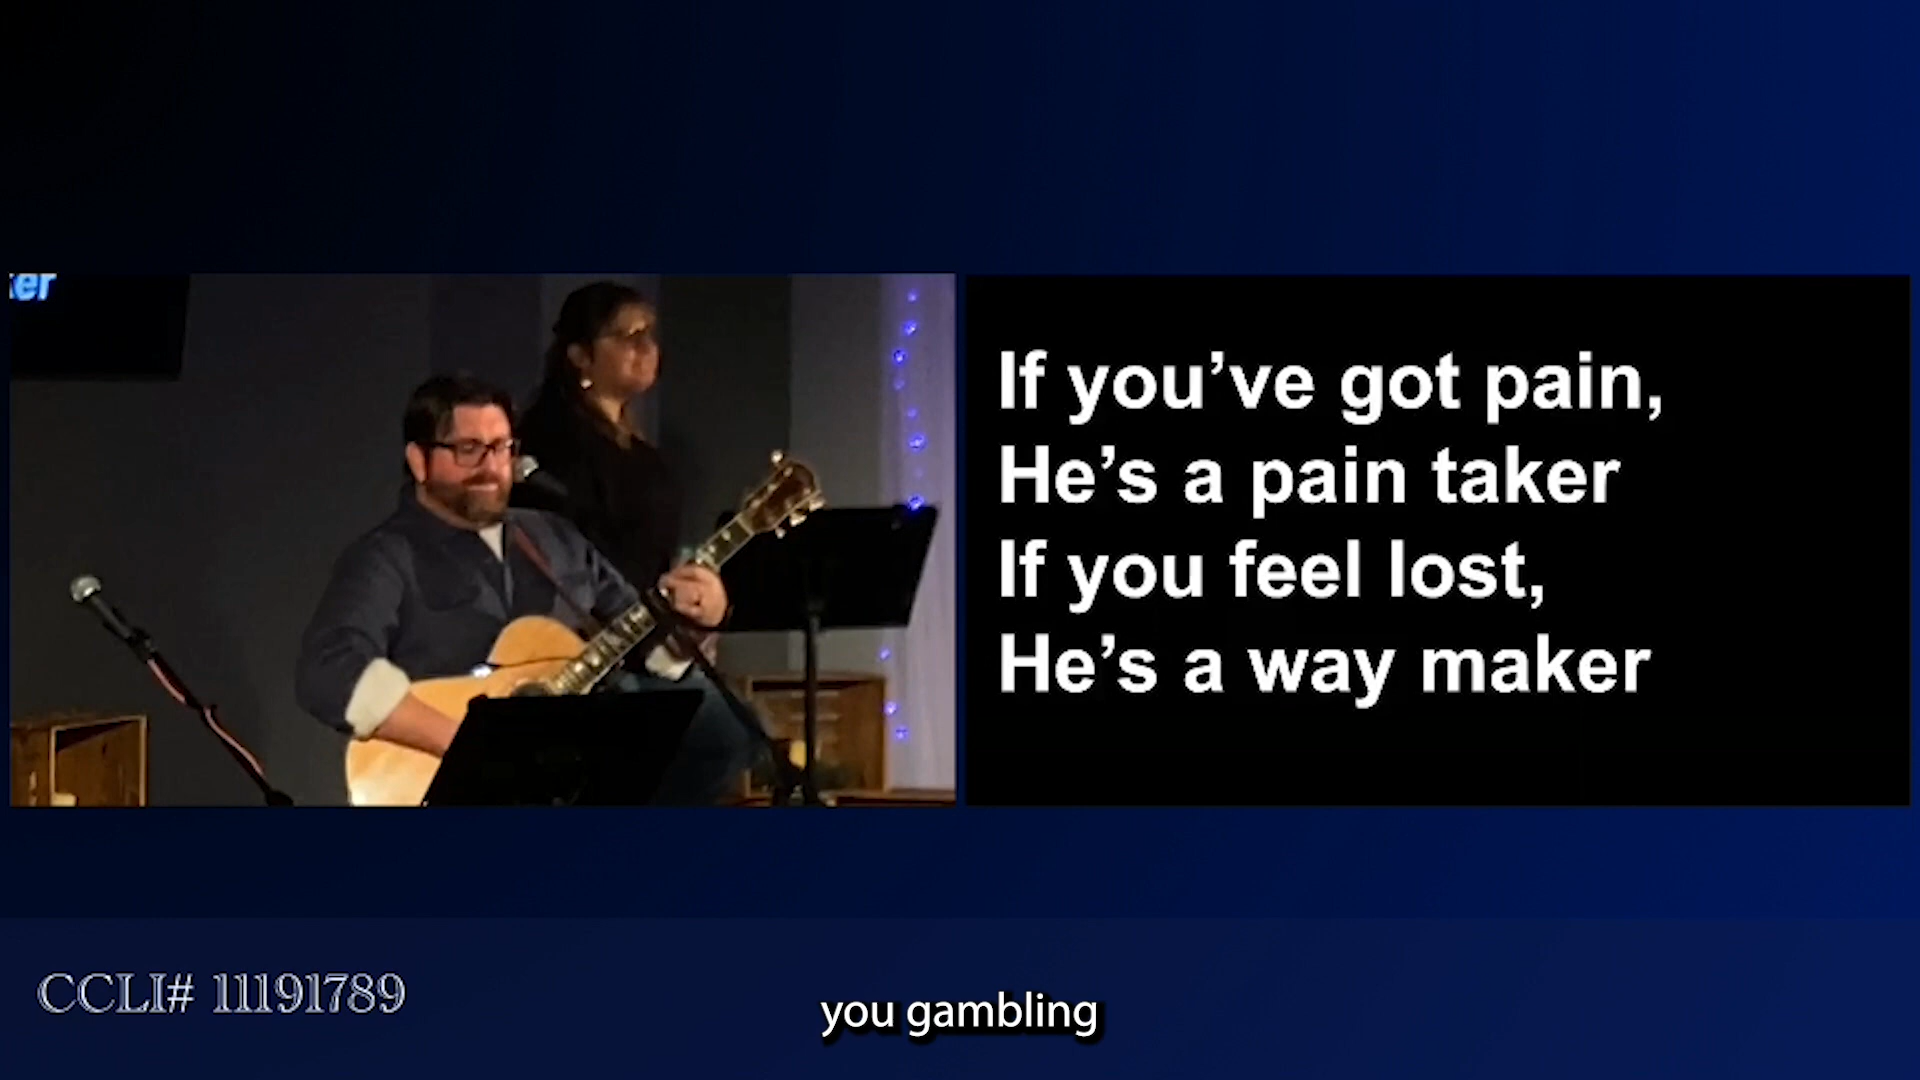 ker
If you've got pain,
He's a pain taker
If you feel lost,
He's a way maker
CCLI# 11191789
you gambling